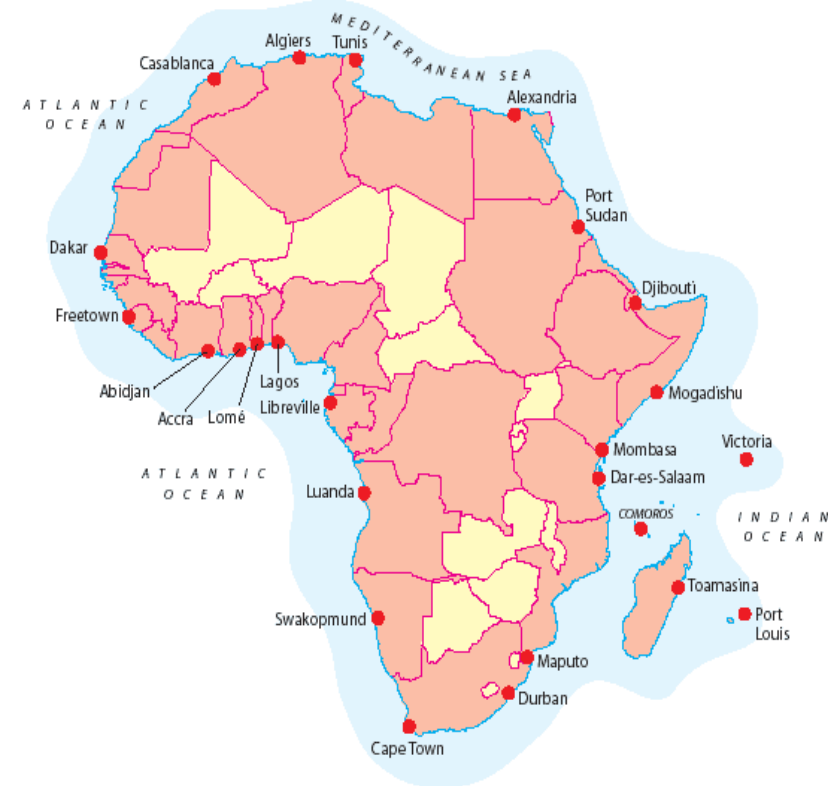 MEDITERRANEAN SEA
Algiers
Tunis
Casablanca
ATLANTIC
OCEAN
Alexandria
Port
Sudan
Dakar
Djibouti
Freetown
Abidjan
Accra
Lomé
Lagos
Libreville
Mogadishu
Mombasa
Victoria
Dar-es-Salaam
ATLANTIC
OCEAN
Luanda
COMOROS
INDIAN
OCEAN
Toamasina
Swakopmund
Port
Louis
Maputo
Durban
Cape Town